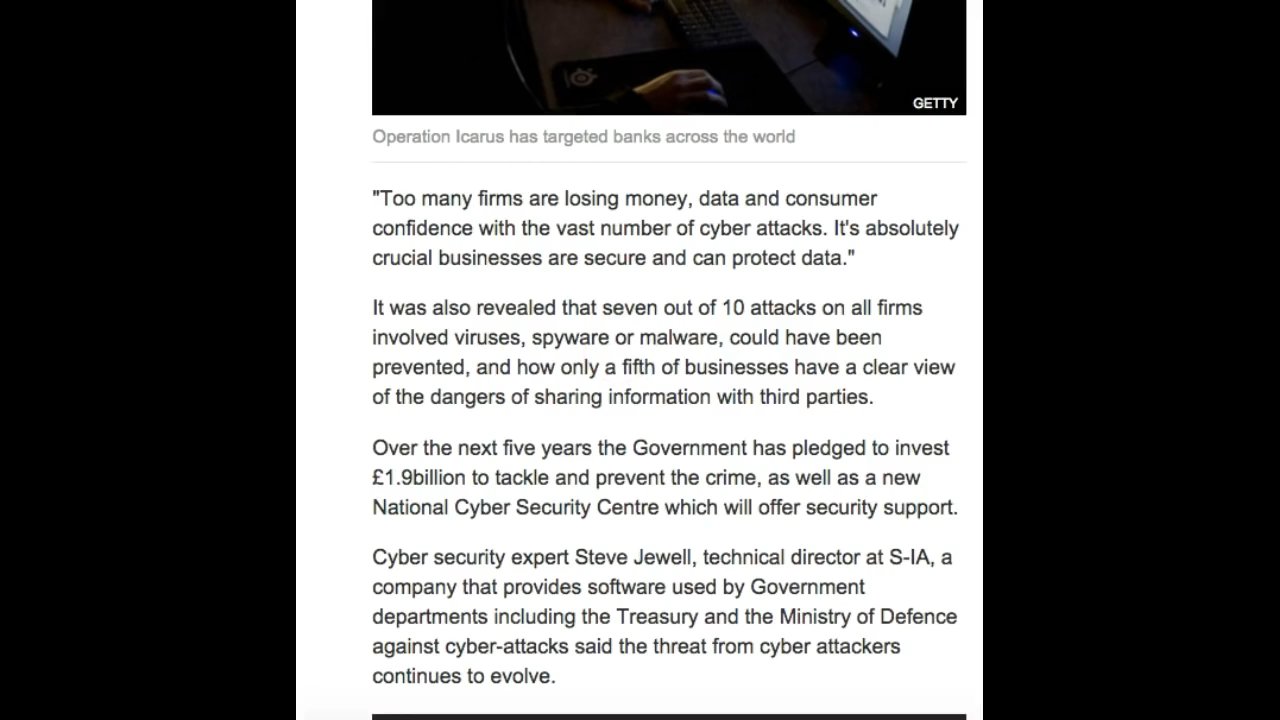 GETTY
Operation Icarus has targeted banks across the world
"Too many firms are losing money, data and consumer
confidence with the vast number of cyber attacks. It's absolutely
crucial businesses are secure and can protect data."
It was also revealed that seven out of 10 attacks on all firms
involved viruses, spyware or malware, could have been
prevented, and how only a fifth of businesses have a clear view
of the dangers of sharing information with third parties.
Over the next five years the Government has pledged to invest
£1.9billion to tackle and prevent the crime, as well as a new
National Cyber Security Centre which will offer security support.
Cyber security expert Steve Jewell, technical director at S-IA, a
company that provides software used by Government
departments including the Treasury and the Ministry of Defence
against cyber-attacks said the threat from cyber attackers
continues to evolve.